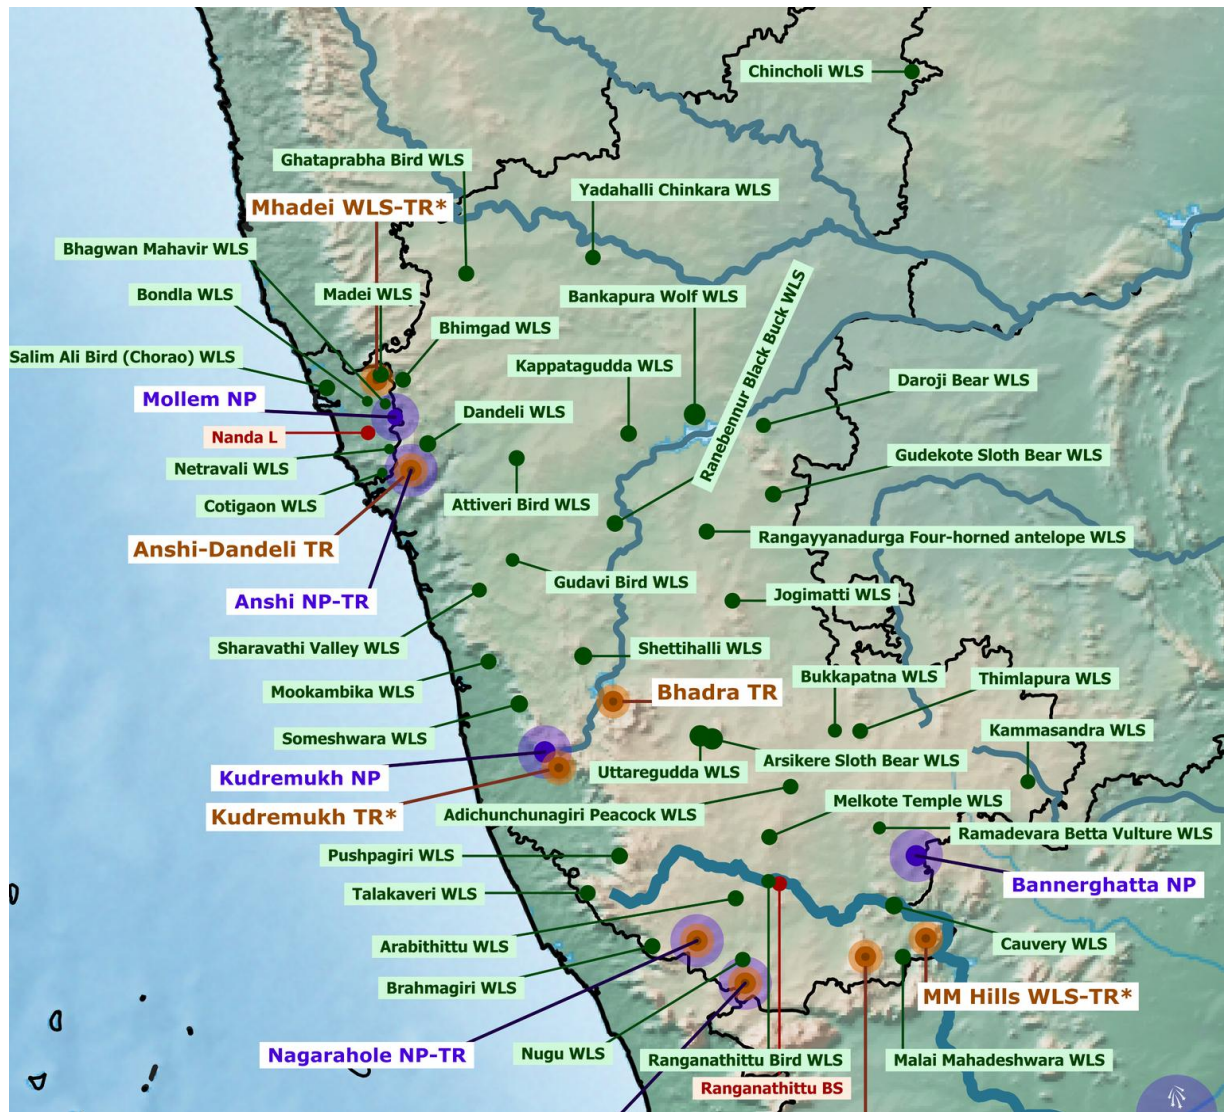 Chincholi WLS
Ghataprabha Bird WLS
Yadahalli Chinkara WLS
Mhadei WLS-TR*
Bhagwan Mahavir WLS
Bondla WLS
Madei WLS
Bankapura Wolf WLS
Ranebennur Black Buck WLS
Bhimgad WLS
Salim Ali Bird (Chorao) WLS
Kappatagudda WLS
Daroji Bear WLS
Mollem NP
Dandeli WLS
Nanda L
Gudekote Sloth Bear WLS
Netravali WLS
Cotigaon WLS
Attiveri Bird WLS
Rangayyanadurga Four-horned antelope WLS
Anshi-Dandeli TR
Gudavi Bird WLS
Anshi NP-TR
Jogimatti WLS
Sharavathi Valley WLS
Shettihalli WLS
Bukkapatna WLS
Thimlapura WLS
Mookambika WLS
Bhadra TR
Kammasandra WLS
Someshwara WLS
Arsikere Sloth Bear WLS
Uttaregudda WLS
Kudremukh NP
Kudremukh TR*
Adichunchunagiri Peacock WLS
Melkote Temple WLS
Ramadevara Betta Vulture WLS
Pushpagiri WLS
Bannerghatta NP
Talakaveri WLS
Arabithittu WLS
Cauvery WLS
Brahmagiri WLS
MM Hills WLS-TR*
Nagarahole NP-TR
Nugu WLS
Ranganathittu Bird WLS
Malai Mahadeshwara WLS
Ranganathittu BS